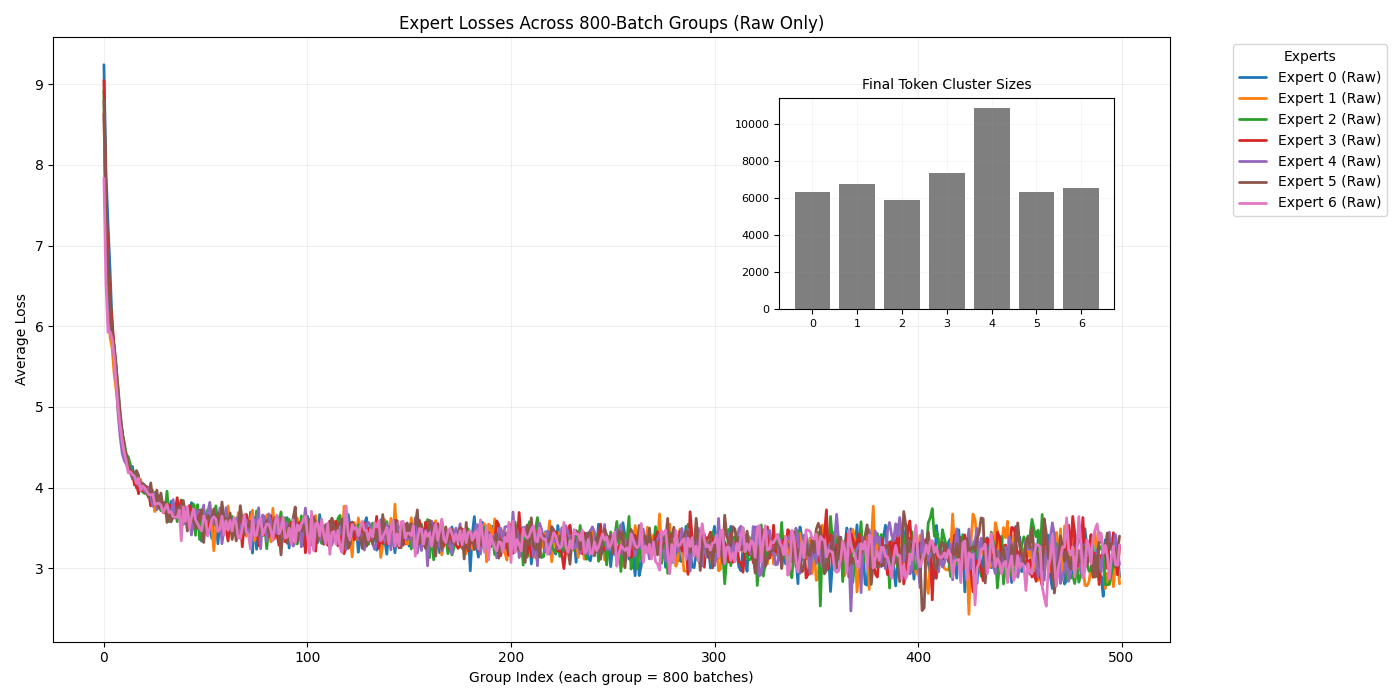 Expert Losses Across 800-Batch Groups (Raw Only)
Average Loss
9
8
7
6
5
4
3
0
100
200
300
400
500
Group Index (each group = 800 batches)
Final Token Cluster Sizes
10000
8000
6000
4000
2000
0
0
1
2
3
4
5
6
Experts
Expert 0 (Raw)
Expert 1 (Raw)
Expert 2 (Raw)
Expert 3 (Raw)
Expert 4 (Raw)
Expert 5 (Raw)
Expert 6 (Raw)